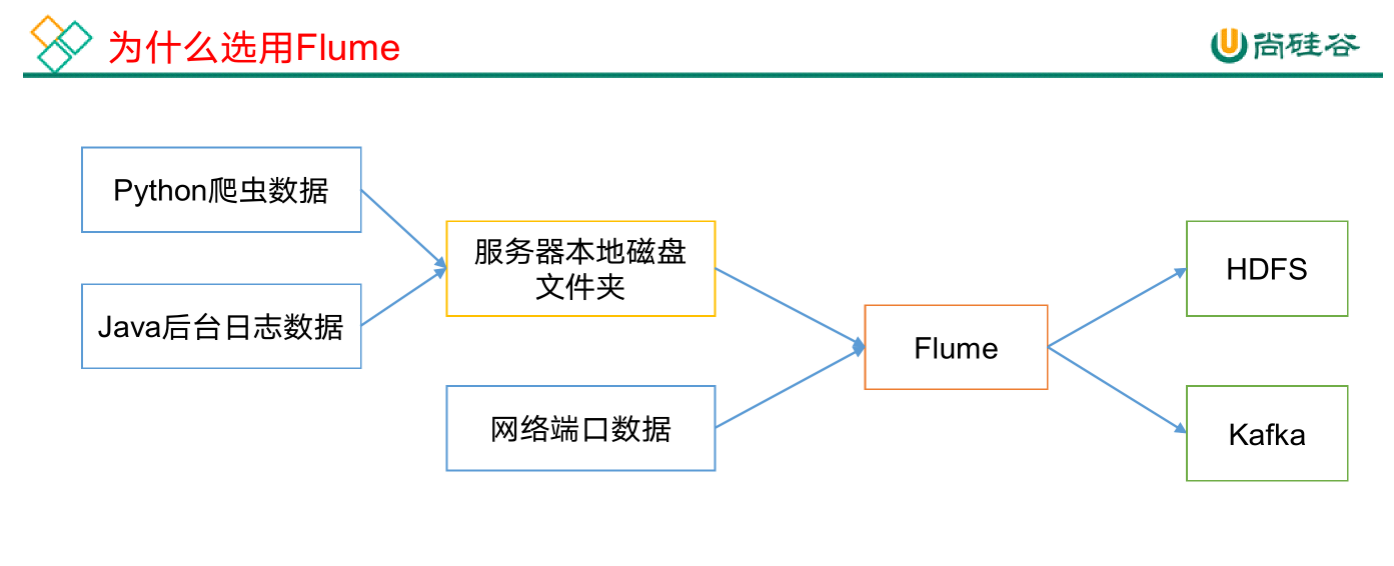 为什么选用Flume
尚硅谷
Python爬虫数据
Java后台日志数据
服务器本地磁盘
文件夹
网络端口数据
Flume
HDFS
Kafka